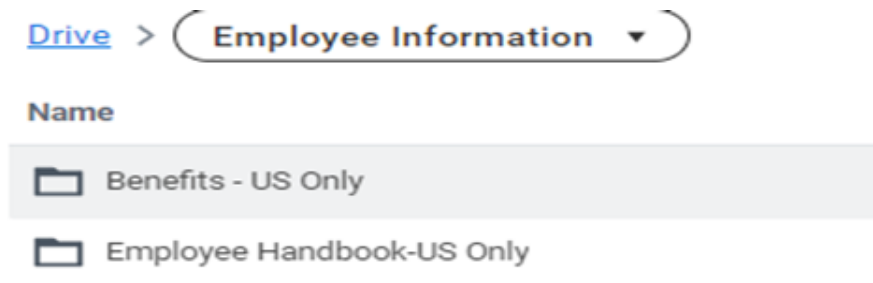 Drive > Employee Information
Name
Benefits - US Only
Employee Handbook-US Only